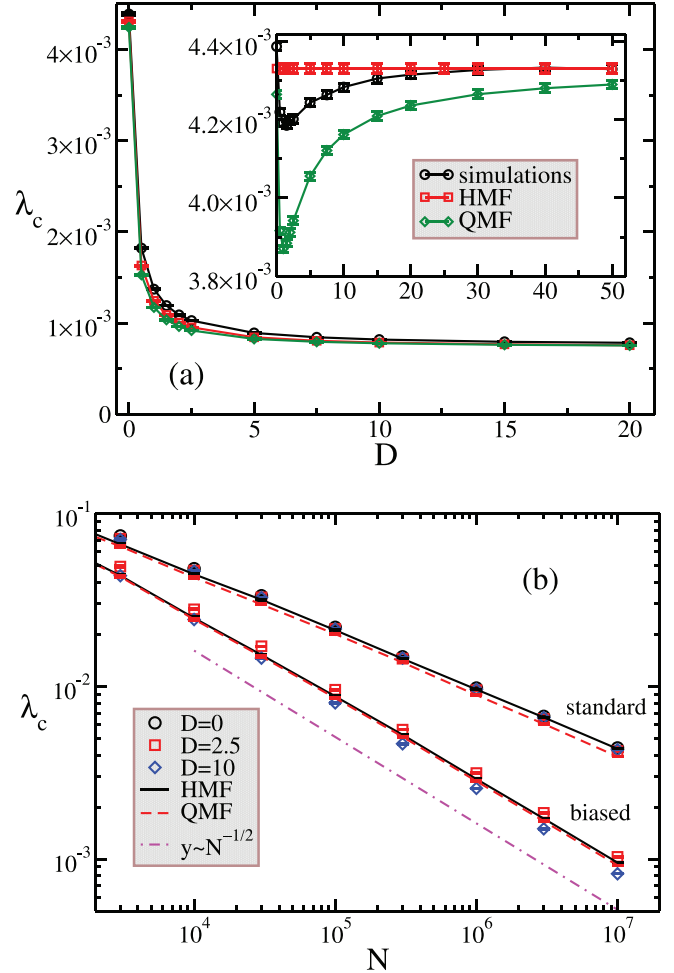 4×10⁻³
3×10⁻³
2×10⁻³
1×10⁻³
0
λc
0
5
10
15
20
D
(a)
4.4×10⁻³
4.2×10⁻³
4.0×10⁻³
3.8×10⁻³
0
10
20
30
40
50
simulations
HMF
QMF
(b)
10⁻¹
10⁻²
10⁻³
λc
standard
biased
D=0
D=2.5
D=10
HMF
QMF
y~N⁻¹/²
10⁴
10⁵
10⁶
10⁷
N